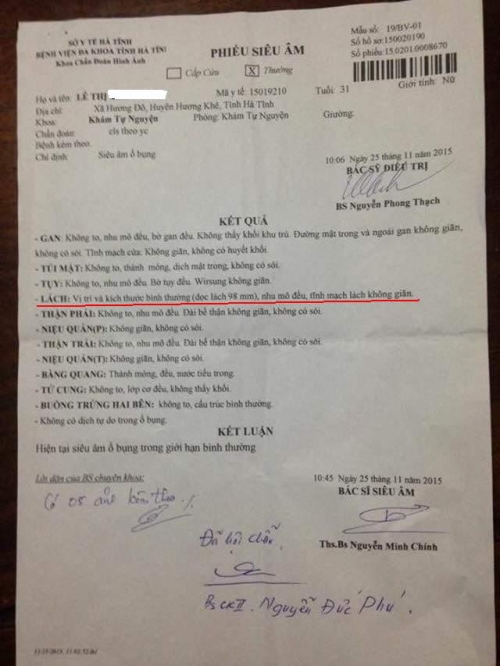 SỞ Y TẾ HÀ TĨNH
BỆNH VIỆN ĐA KHOA TỈNH HÀ TĨNH
Khoa Chẩn Đoán Hình Ảnh
PHIẾU SIÊU ÂM
Cấp Cứu
X Thường
Mẫu số: 19/BV-01
Số hồ sơ: 150020190
Số phiếu: 15.0201.0008670
Họ và tên: LÊ THỊ
Mã y tế: 15019210
Tuổi: 31
Giới tính: Nữ
Địa chỉ: Xã Hương Đô, Huyện Hương Khê, Tỉnh Hà Tĩnh
Khoa: Khám Tự Nguyện
Phòng: Khám Tự Nguyện
Giường:
Chẩn đoán: cls theo yc
Bệnh kèm theo:
Chỉ định: Siêu âm ổ bụng
10:06 Ngày 25 tháng 11 năm 2015
BÁC SỸ ĐIỀU TRỊ
BS Nguyễn Phong Thạch
KẾT QUẢ
- GAN: Không to, nhu mô đều, bờ gan đều. Không thấy khối khu trú. Đường mật trong và ngoài gan không giãn,
không có sỏi. Tĩnh mạch cửa: Không giãn, không có huyết khối.
- TÚI MẬT: Không to, thành mỏng, dịch mật trong, không có sỏi.
- TỤY: Không to, nhu mô đều. Bờ tụy đều. Wirsung không giãn.
- LÁCH: Vị trí và kích thước bình thường (dọc lách 98 mm), nhu mô đều, tĩnh mạch lách không giãn.
- THẬN PHẢI: Không to, nhu mô đều. Đài bể thận không giãn, không có sỏi.
- NIỆU QUẢN(P): Không giãn, không có sỏi.
- THẬN TRÁI: Không to, nhu mô đều. Đài bể thận không giãn, không có sỏi.
- NIỆU QUẢN(T): Không giãn, không có sỏi.
- BÀNG QUANG: Thành mỏng, đều, nước tiểu trong.
- TỬ CUNG: Không to, lớp cơ đều, không thấy khối.
- BUỒNG TRỨNG HAI BÊN: không to, cấu trúc bình thường.
- Không có dịch tự do trong ổ bụng.
KẾT LUẬN
Hiện tại siêu âm ổ bụng trong giới hạn bình thường
Lời dặn của BS chuyên khoa:
Có 05 ảnh kèm theo
10:45 Ngày 25 tháng 11 năm 2015
BÁC SĨ SIÊU ÂM
Ths.Bs Nguyễn Minh Chính
Đã hội chẩn
BSCKII. Nguyễn Đức Phú.